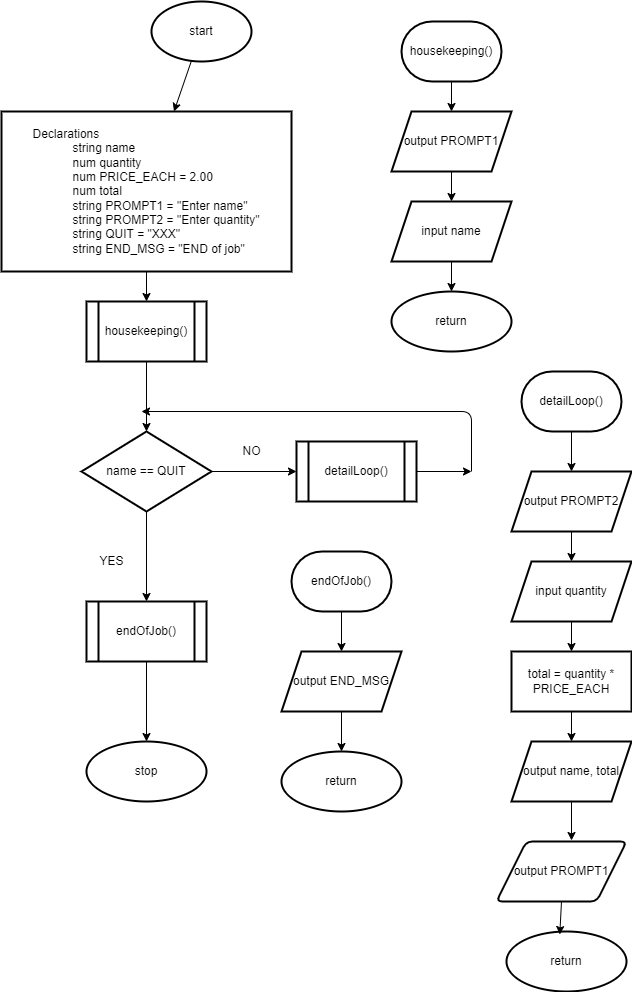 start
Declarations
string name
num quantity
num PRICE_EACH = 2.00
num total
string PROMPT1 = "Enter name"
string PROMPT2 = "Enter quantity"
string QUIT = "XXX"
string END_MSG = "END of job"
housekeeping()
name == QUIT
NO
detailLoop()
YES
endOfJob()
stop
housekeeping()
output PROMPT1
input name
return
endOfJob()
output END_MSG
return
detailLoop()
output PROMPT2
input quantity
total = quantity *
PRICE_EACH
output name, total
output PROMPT1
return